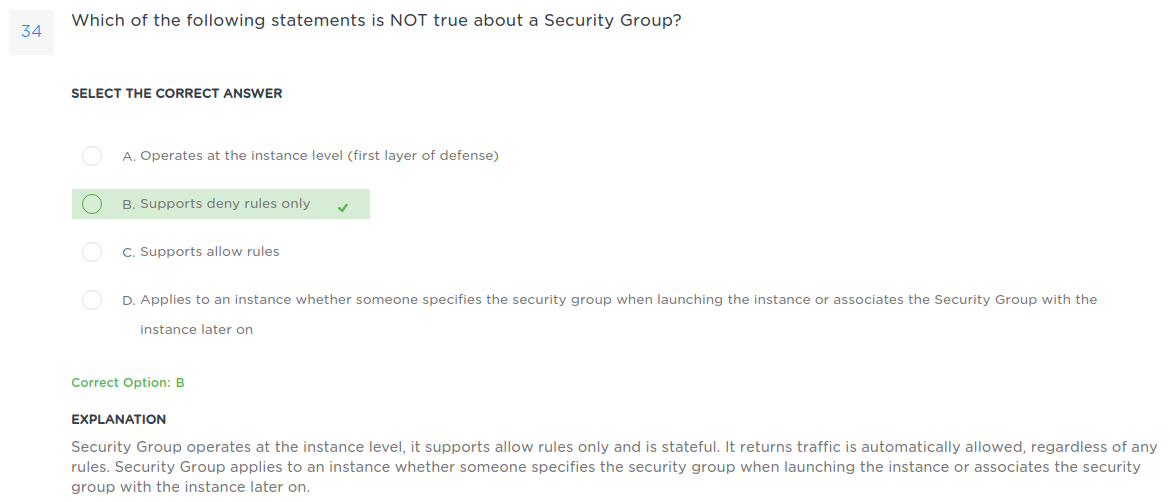 34
Which of the following statements is NOT true about a Security Group?
SELECT THE CORRECT ANSWER
A. Operates at the instance level (first layer of defense)
B. Supports deny rules only
C. Supports allow rules
D. Applies to an instance whether someone specifies the security group when launching the instance or associates the Security Group with the
instance later on
Correct Option: B
EXPLANATION
Security Group operates at the instance level, it supports allow rules only and is stateful. It returns traffic is automatically allowed, regardless of any
rules. Security Group applies to an instance whether someone specifies the security group when launching the instance or associates the security
group with the instance later on.